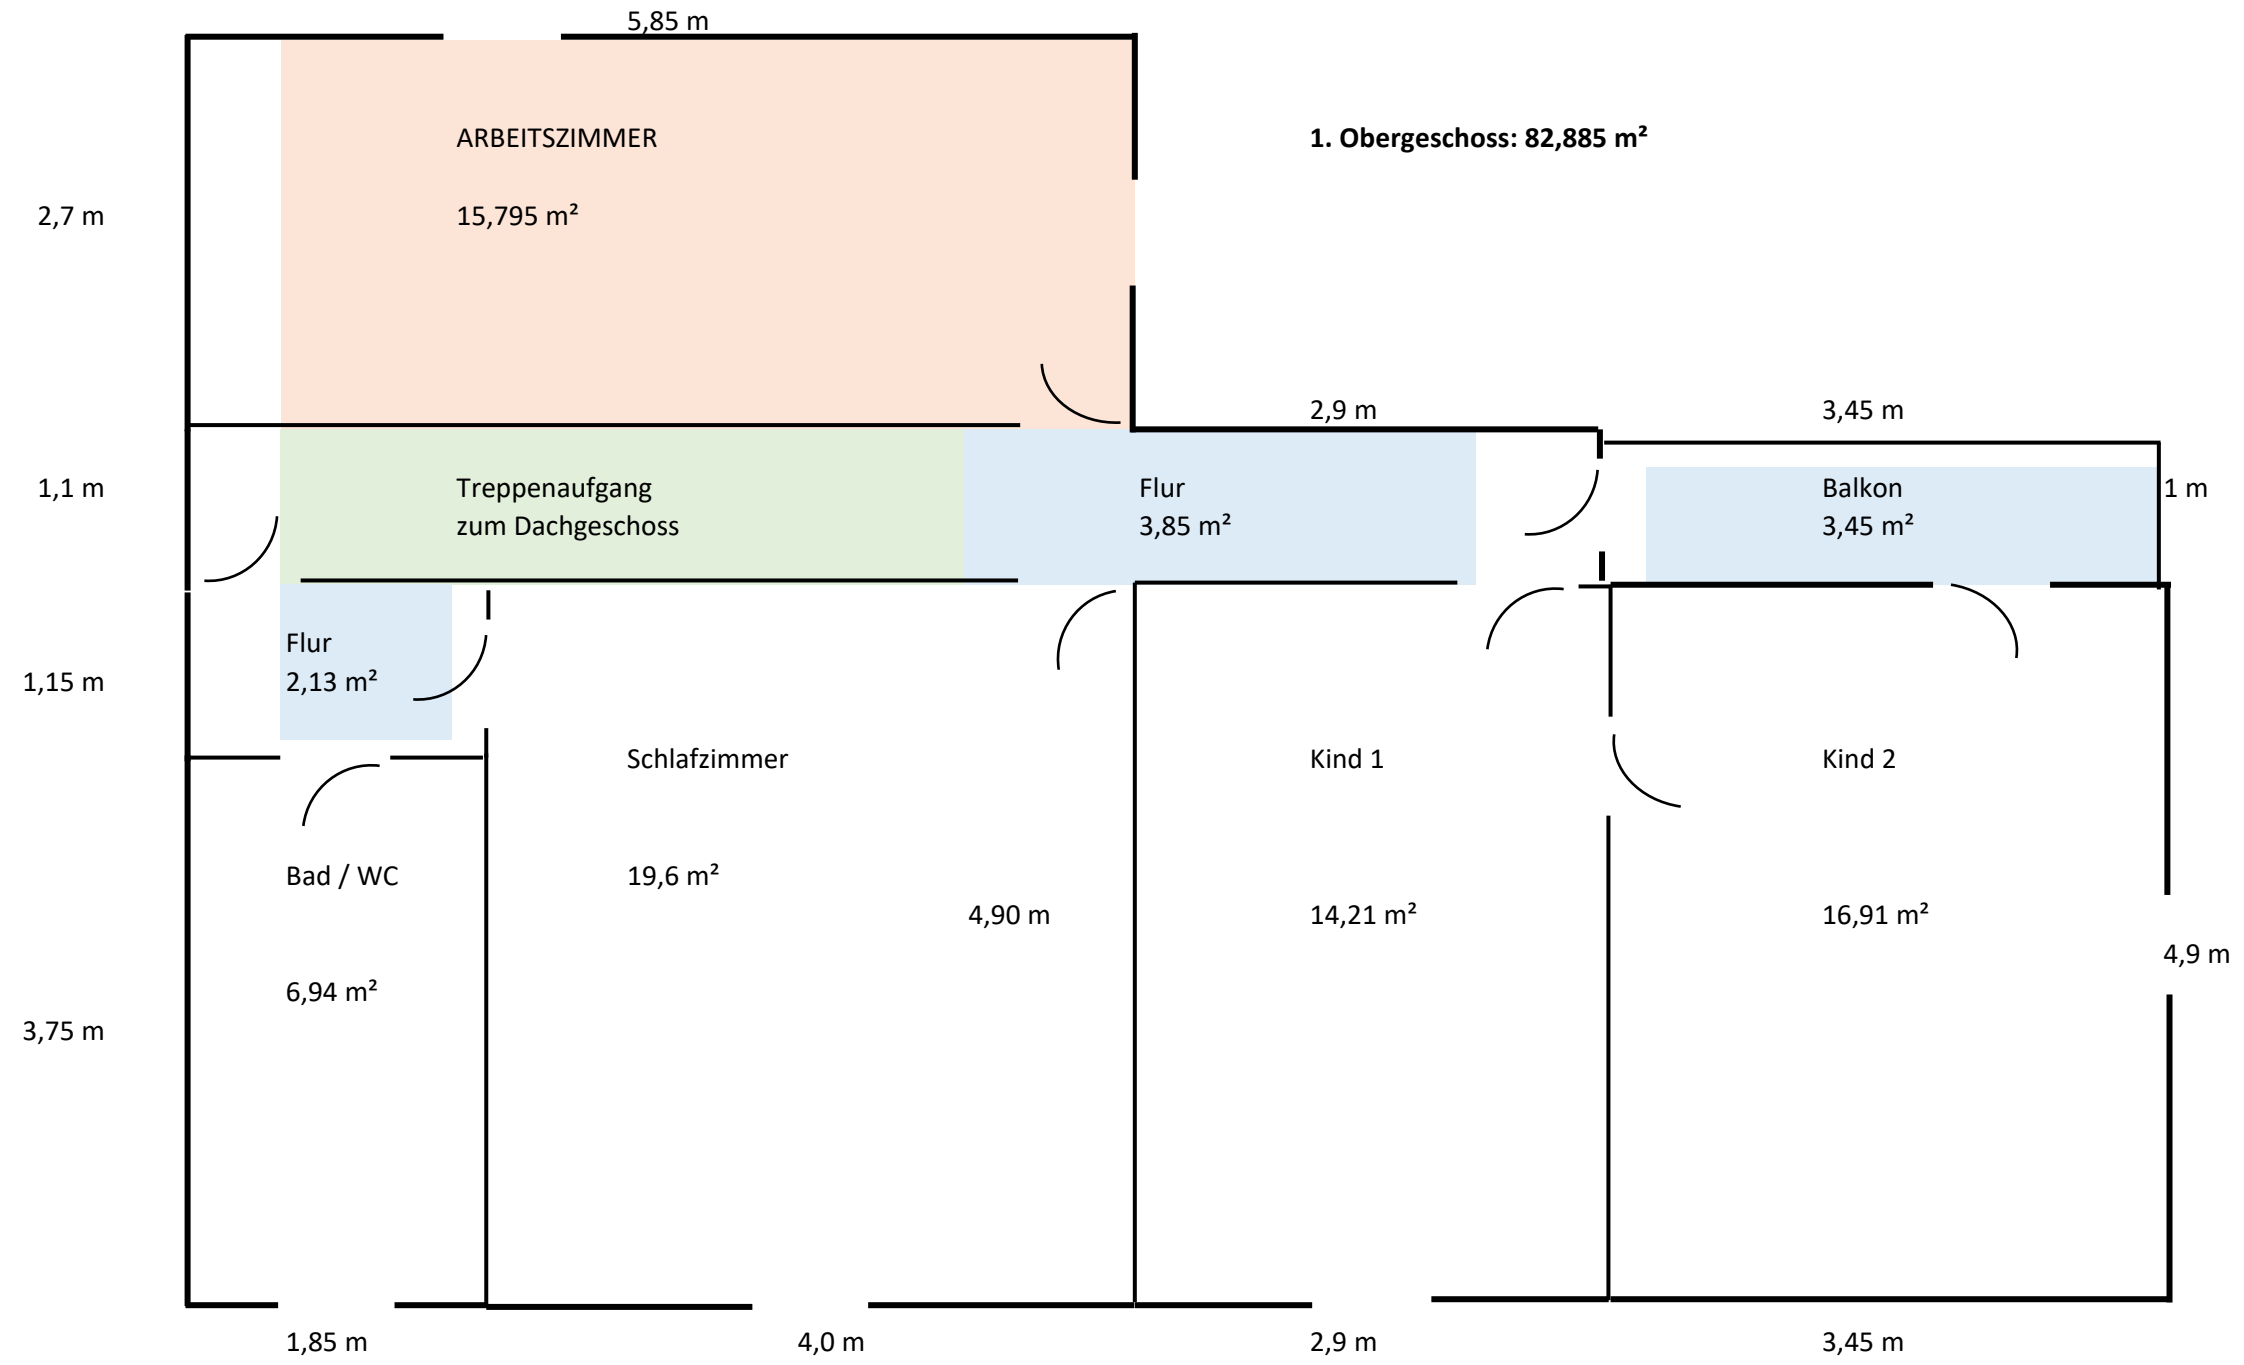 5,85 m
ARBEITSZIMMER
1. Obergeschoss: 82,885 m²
2,7 m
15,795 m²
2,9 m
3,45 m
1,1 m
Treppenaufgang
zum Dachgeschoss
Flur
3,85 m²
Balkon
3,45 m²
1 m
Flur
2,13 m²
1,15 m
Schlafzimmer
Kind 1
Kind 2
Bad / WC
19,6 m²
4,90 m
14,21 m²
16,91 m²
4,9 m
6,94 m²
3,75 m
1,85 m
4,0 m
2,9 m
3,45 m